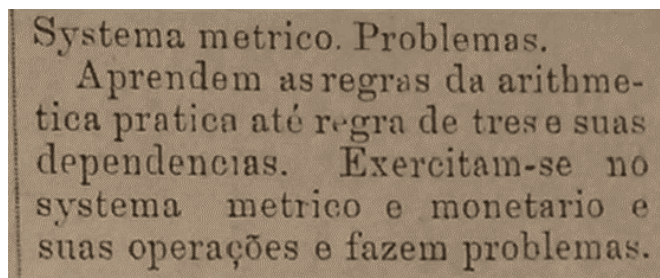 Systema metrico. Problemas.
Aprendem as regras da arithme-
tica pratica até regra de tres e suas
dependencias. Exercitam-se no
systema metrico e monetario e
suas operações e fazem problemas.